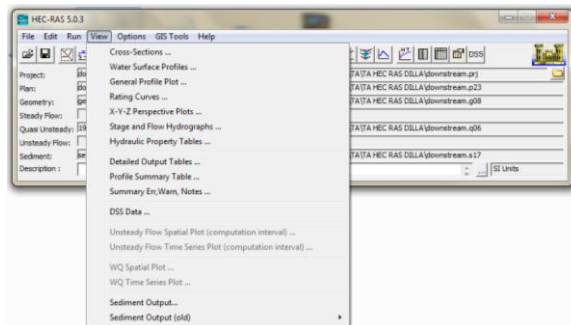 HEC-RAS 5.0.3
File Edit Run View Options GIS Tools Help
DSS
Project:
Plan:
Geometry:
Steady Flow:
Quasi Unsteady:
Unsteady Flow:
Sediment:
Description :
Cross-Sections ...
Water Surface Profiles ...
General Profile Plot ...
Rating Curves ...
X-Y-Z Perspective Plots ...
Stage and Flow Hydrographs ...
Hydraulic Property Tables ...
Detailed Output Tables ...
Profile Summary Table ...
Summary Err,Warn, Notes ...
DSS Data ...
Unsteady Flow Spatial Plot (computation interval) ...
Unsteady Flow Time Series Plot (computation interval) ...
WQ Spatial Plot ...
WQ Time Series Plot ...
Sediment Output...
Sediment Output (old)
TA\TA HEC RAS DILLA\downstream.prj
TA\TA HEC RAS DILLA\downstream.p23
TA\TA HEC RAS DILLA\downstream.g08
TA\TA HEC RAS DILLA\downstream.q06
TA\TA HEC RAS DILLA\downstream.s17
... SI Units